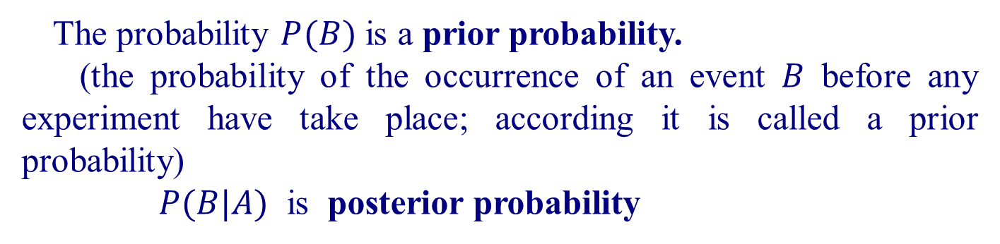 The probability P(B) is a prior probability.
(the probability of the occurrence of an event B before any
experiment have take place; according it is called a prior
probability)
P(B|A) is posterior probability